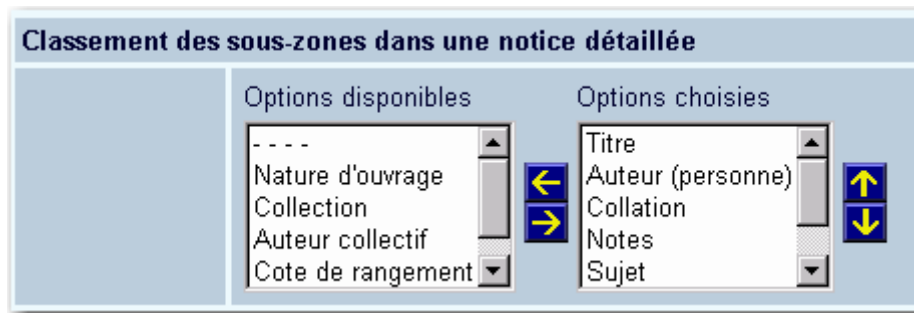 Classement des sous-zones dans une notice détaillée
Options disponibles
- - - -
Nature d'ouvrage
Collection
Auteur collectif
Cote de rangement
Options choisies
Titre
Auteur (personne)
Collation
Notes
Sujet